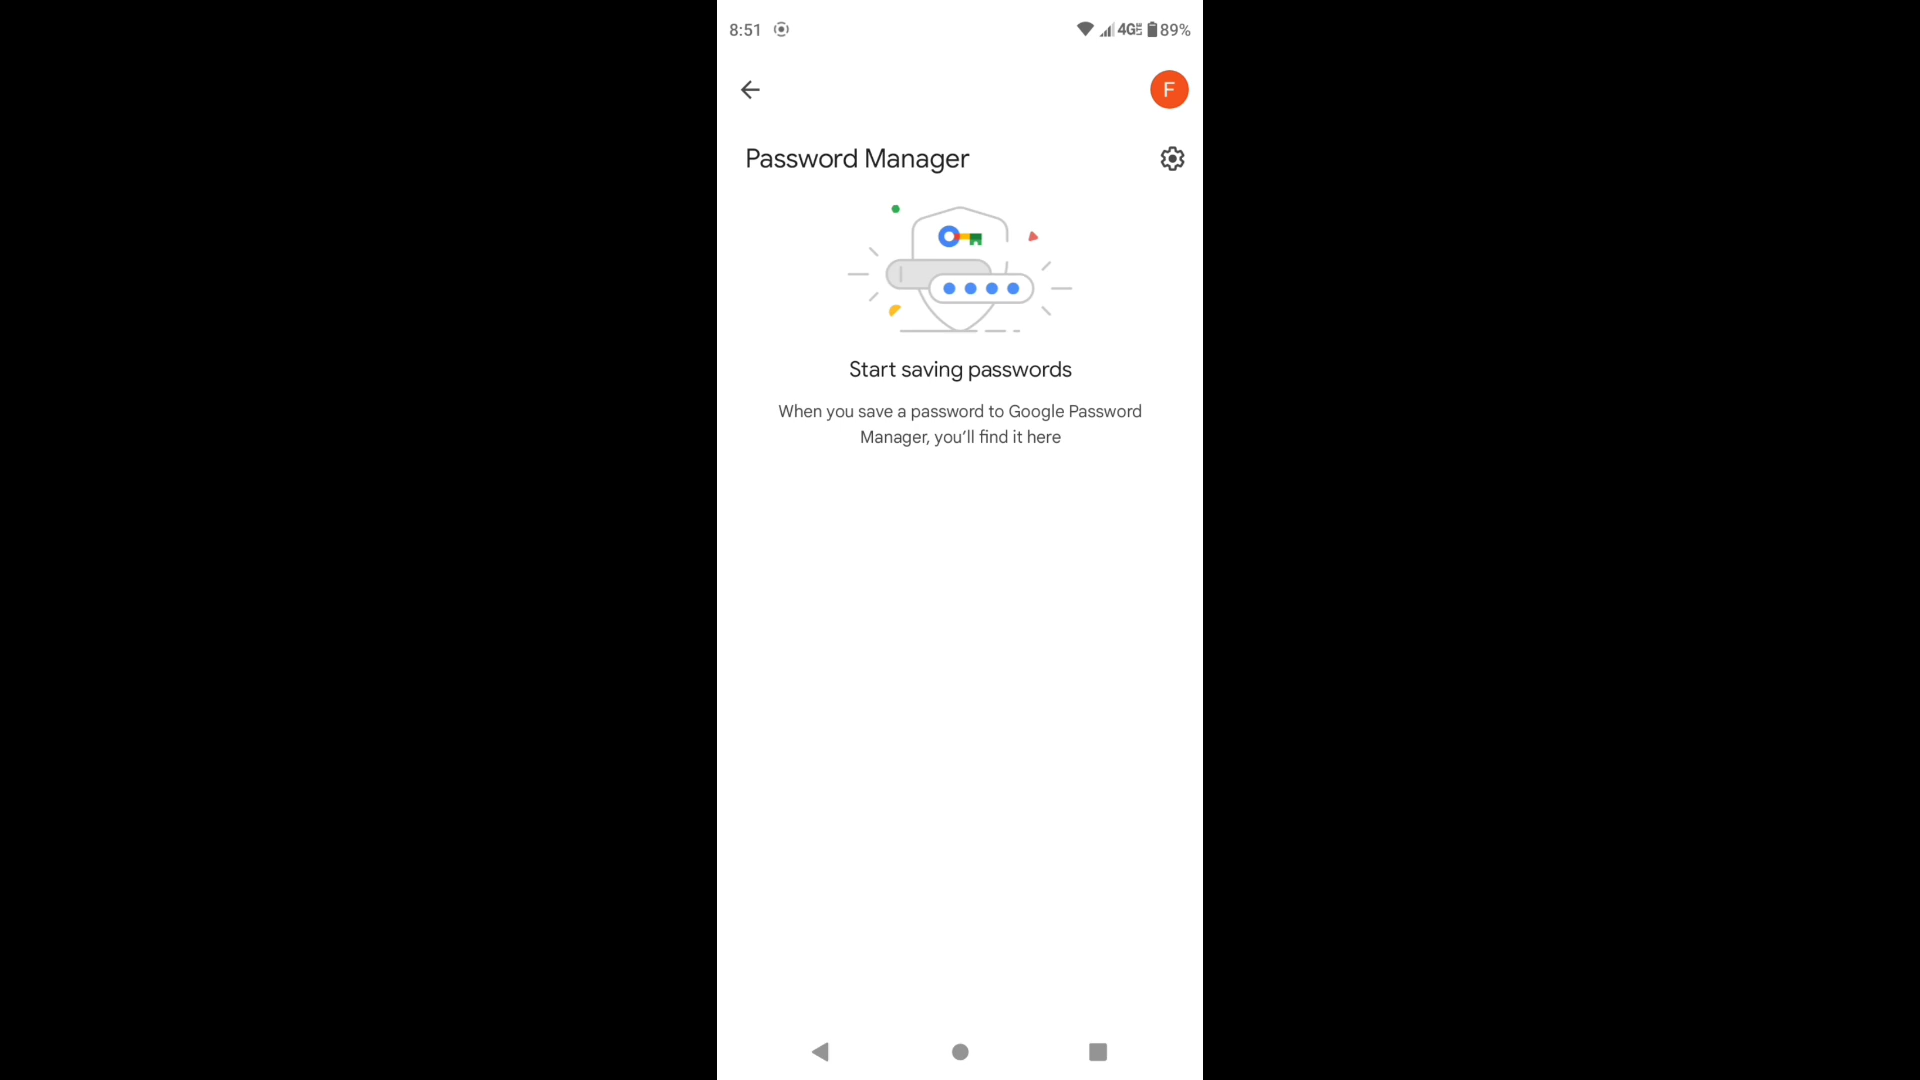 8:51
4G LTE 89%
F
Password Manager
Start saving passwords
When you save a password to Google Password
Manager, you’ll find it here